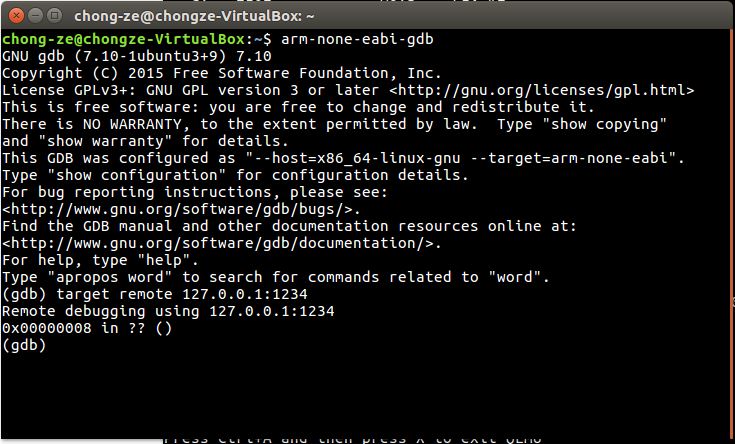 chong-ze@chongze-VirtualBox: ~
chong-ze@chongze-VirtualBox:~$ arm-none-eabi-gdb
GNU gdb (7.10-1ubuntu3+9) 7.10
Copyright (C) 2015 Free Software Foundation, Inc.
License GPLv3+: GNU GPL version 3 or later <http://gnu.org/licenses/gpl.html>
This is free software: you are free to change and redistribute it.
There is NO WARRANTY, to the extent permitted by law.  Type "show copying"
and "show warranty" for details.
This GDB was configured as "--host=x86_64-linux-gnu --target=arm-none-eabi".
Type "show configuration" for configuration details.
For bug reporting instructions, please see:
<http://www.gnu.org/software/gdb/bugs/>.
Find the GDB manual and other documentation resources online at:
<http://www.gnu.org/software/gdb/documentation/>.
For help, type "help".
Type "apropos word" to search for commands related to "word".
(gdb) target remote 127.0.0.1:1234
Remote debugging using 127.0.0.1:1234
0x00000008 in ?? ()
(gdb)
Press Ctrl+A and then press X to exit QEMU